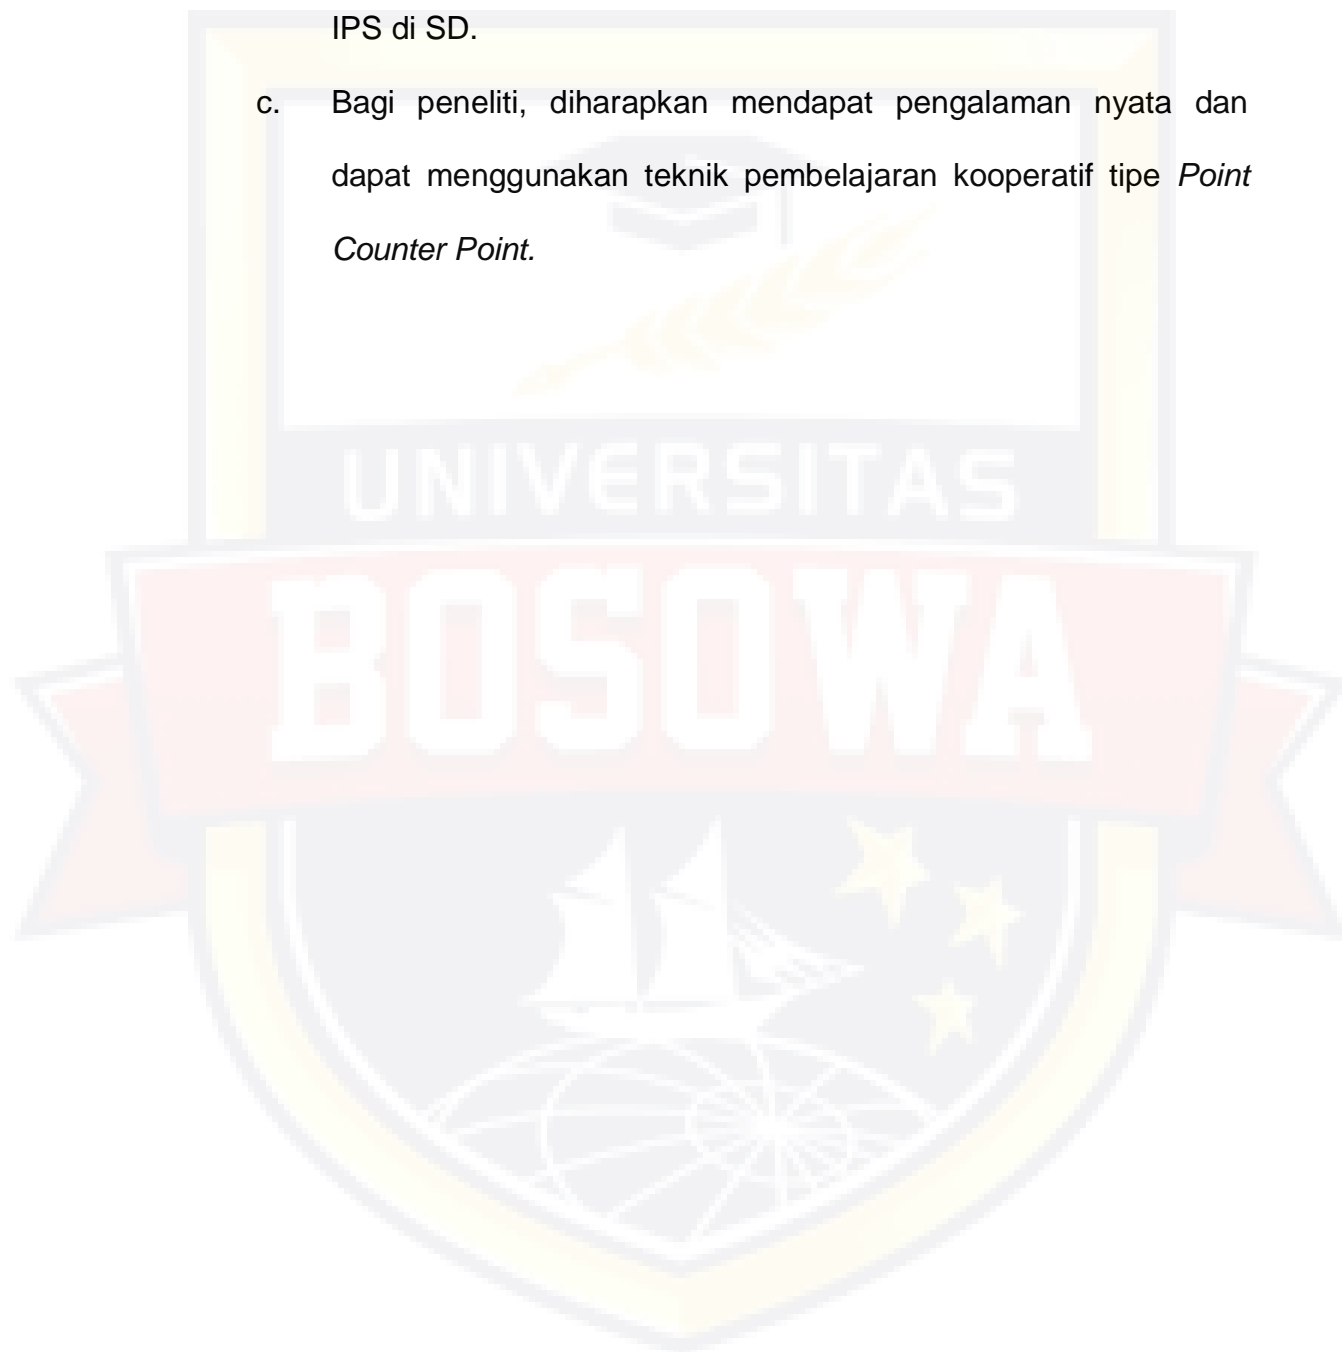 IPS di SD.
c. Bagi peneliti, diharapkan mendapat pengalaman nyata dan
dapat menggunakan teknik pembelajaran kooperatif tipe Point
Counter Point.
UNIVERSITAS
BOSOWA